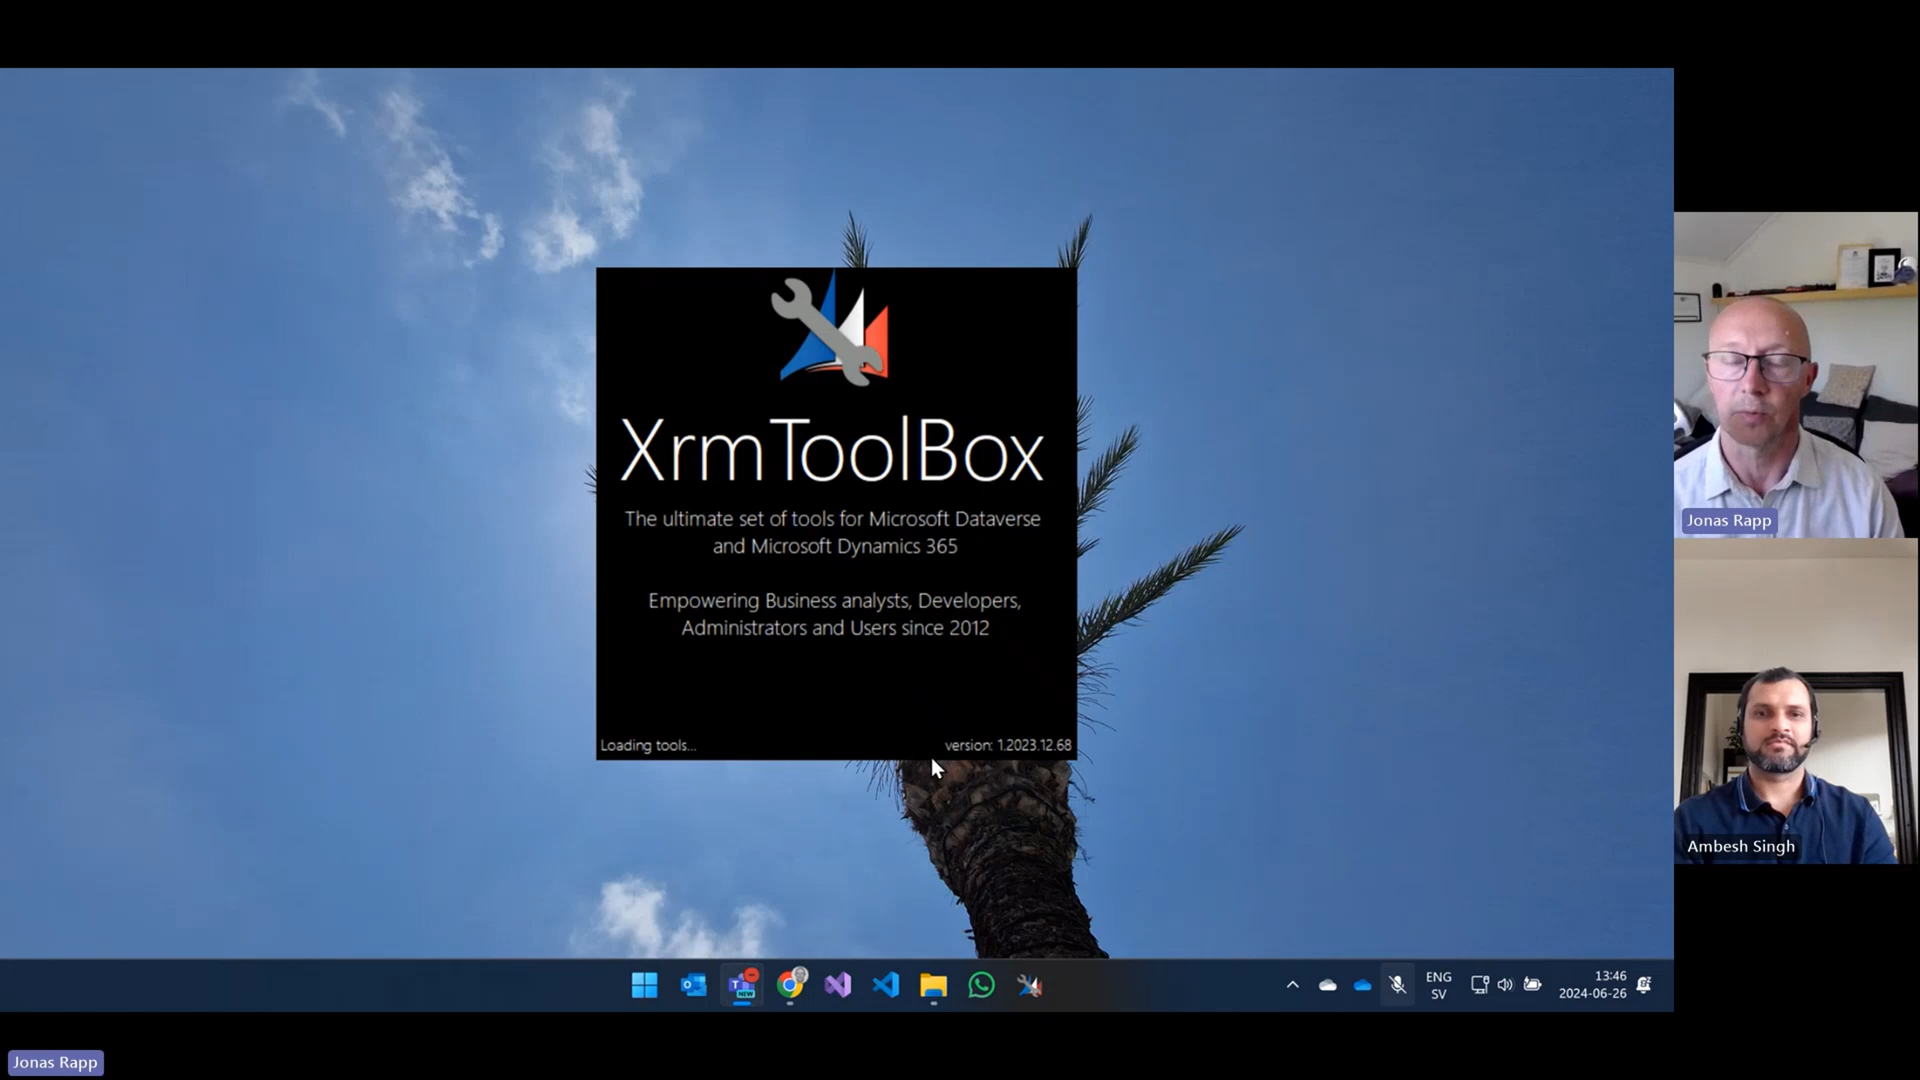 XrmToolBox
The ultimate set of tools for Microsoft Dataverse
and Microsoft Dynamics 365
Empowering Business analysts, Developers,
Administrators and Users since 2012
Loading tools...
version: 1.2023.12.68
Jonas Rapp
Ambesh Singh
NEW
ENG
SV
13:46
2024-06-26
Jonas Rapp